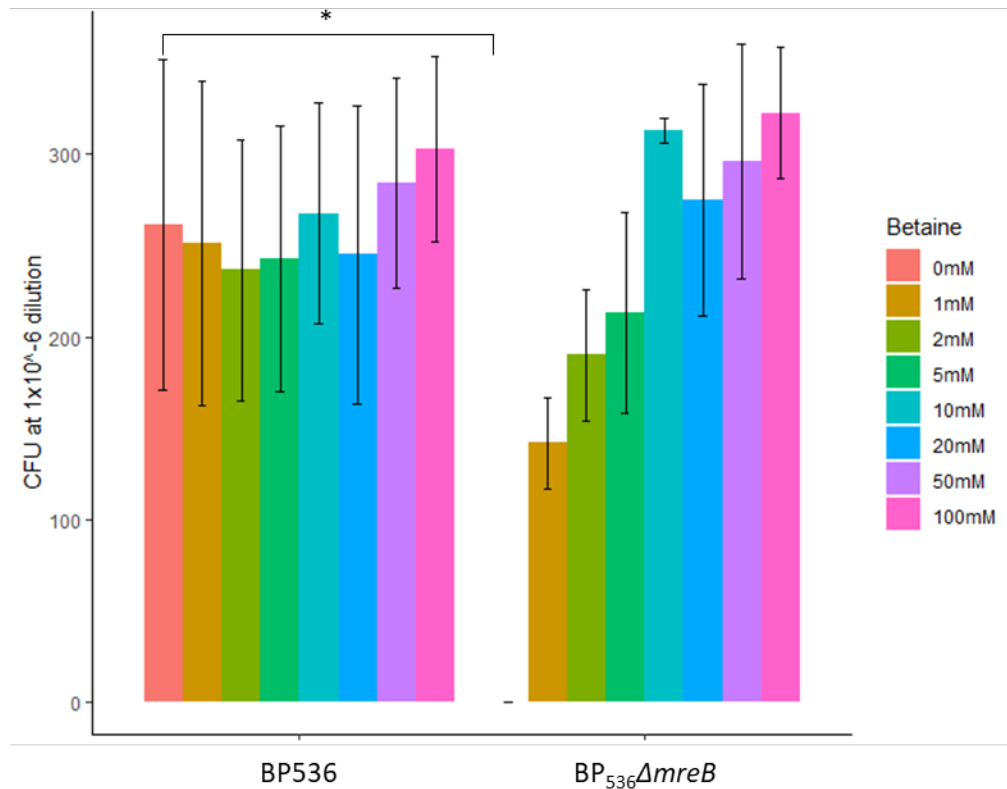 *
CFU at 1x10^-6 dilution
300
200
100
0
BP536
BP536ΔmreB
Betaine
0mM
1mM
2mM
5mM
10mM
20mM
50mM
100mM